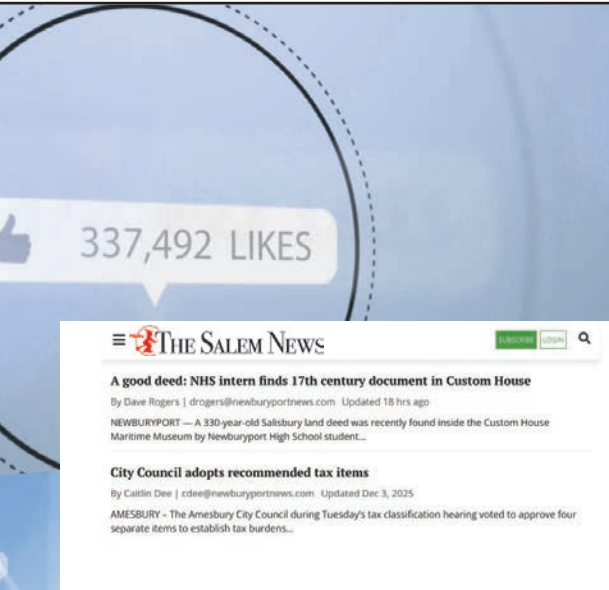 337,492 LIKES
THE SALEM NEWS
SUBSCRIBE LOGIN
A good deed: NHS intern finds 17th century document in Custom House
By Dave Rogers | drogers@newburyportnews.com Updated 18 hrs ago
NEWBURYPORT — A 330-year-old Salisbury land deed was recently found inside the Custom House
Maritime Museum by Newburyport High School student...
City Council adopts recommended tax items
By Caitlin Dee | cdee@newburyportnews.com Updated Dec 3, 2025
AMESBURY – The Amesbury City Council during Tuesday's tax classification hearing voted to approve four
separate items to establish tax burdens...